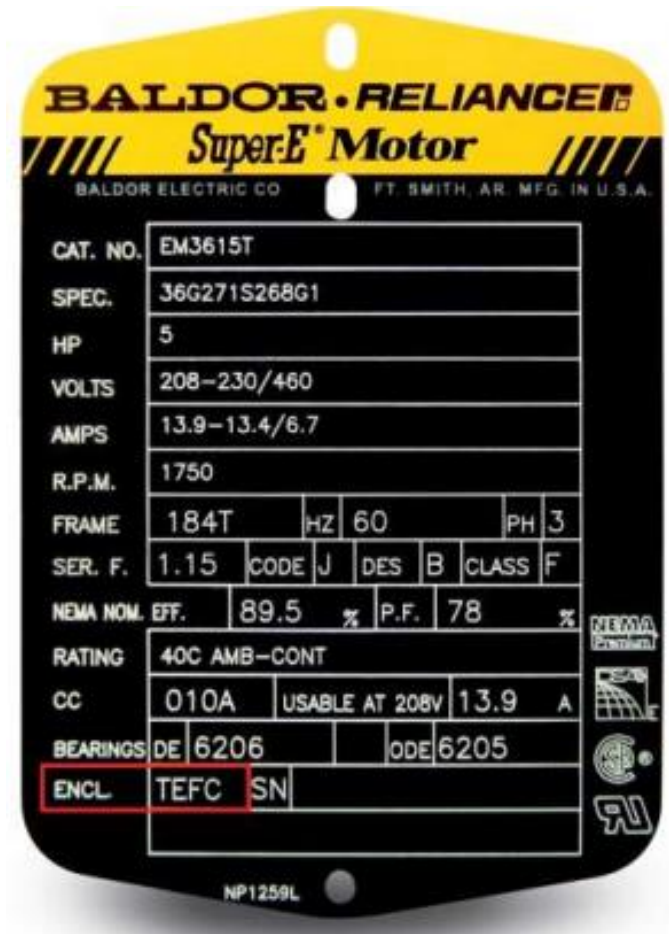 BALDOR • RELIANCER
Super-E® Motor
BALDOR ELECTRIC CO FT. SMITH, AR. MFG. IN U.S.A.
CAT. NO. EM3615T
SPEC. 36G271S268G1
HP 5
VOLTS 208-230/460
AMPS 13.9-13.4/6.7
R.P.M. 1750
FRAME 184T HZ 60 PH 3
SER. F. 1.15 CODE J DES B CLASS F
NEMA NOM. EFF. 89.5 % P.F. 78 %
NEMA
Premium
RATING 40C AMB-CONT
CC 010A USABLE AT 208V 13.9 A
E
BEARINGS DE 6206 ODE 6205
ENCL. TEFC SN
NP1259L